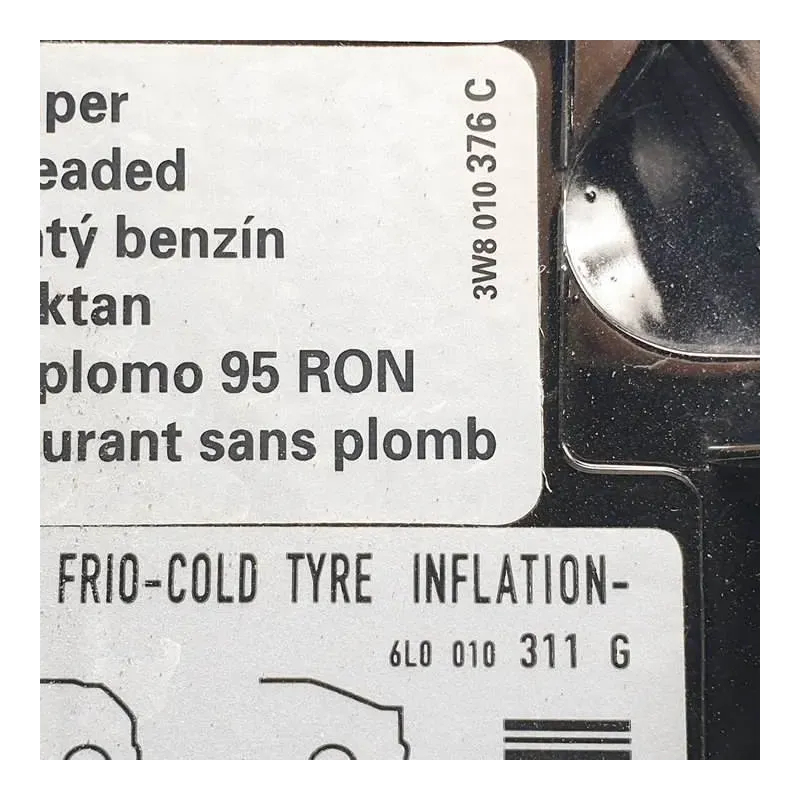 per
eaded
tý benzín
ktan
plomo 95 RON
urant sans plomb
3W8 010 376 C
FRIO-COLD TYRE INFLATION-
6L0 010 311 G